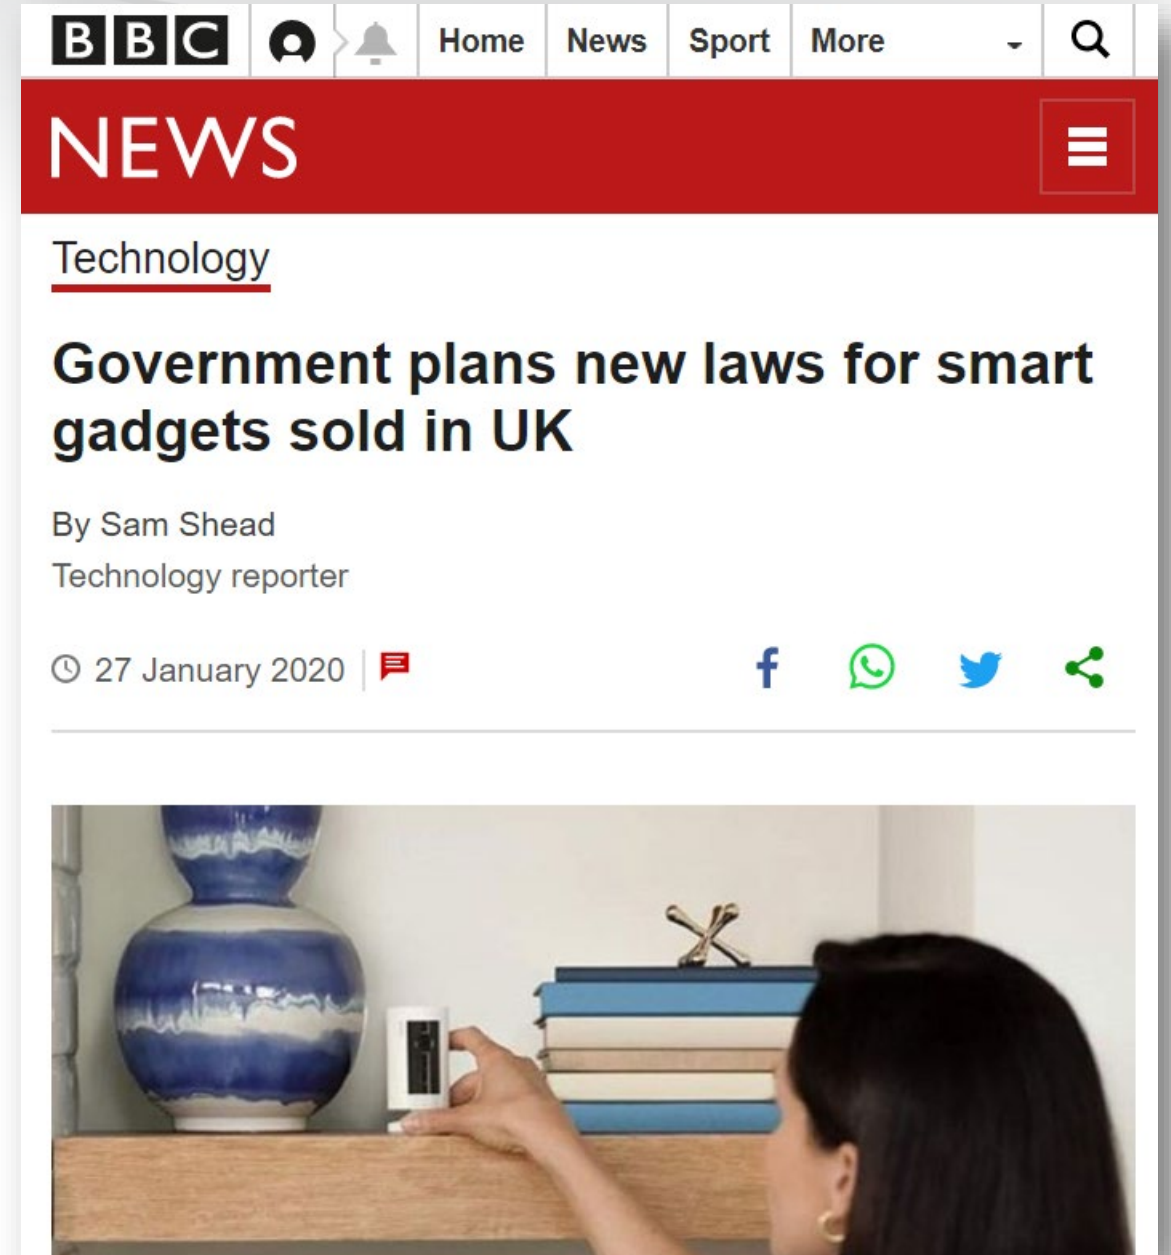 BBC Home News Sport More
NEWS
Technology
Government plans new laws for smart
gadgets sold in UK
By Sam Shead
Technology reporter
27 January 2020